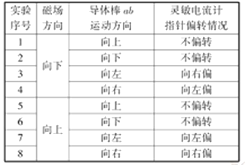 实验序号 磁场方向 导体棒ab运动方向 灵敏电流计指针偏转情况
1 向下 向上 不偏转
2 向下 不偏转
3 向左 向右偏
4 向右 向左偏
5 向上 向上 不偏转
6 向下 不偏转
7 向左 向左偏
8 向右 向右偏